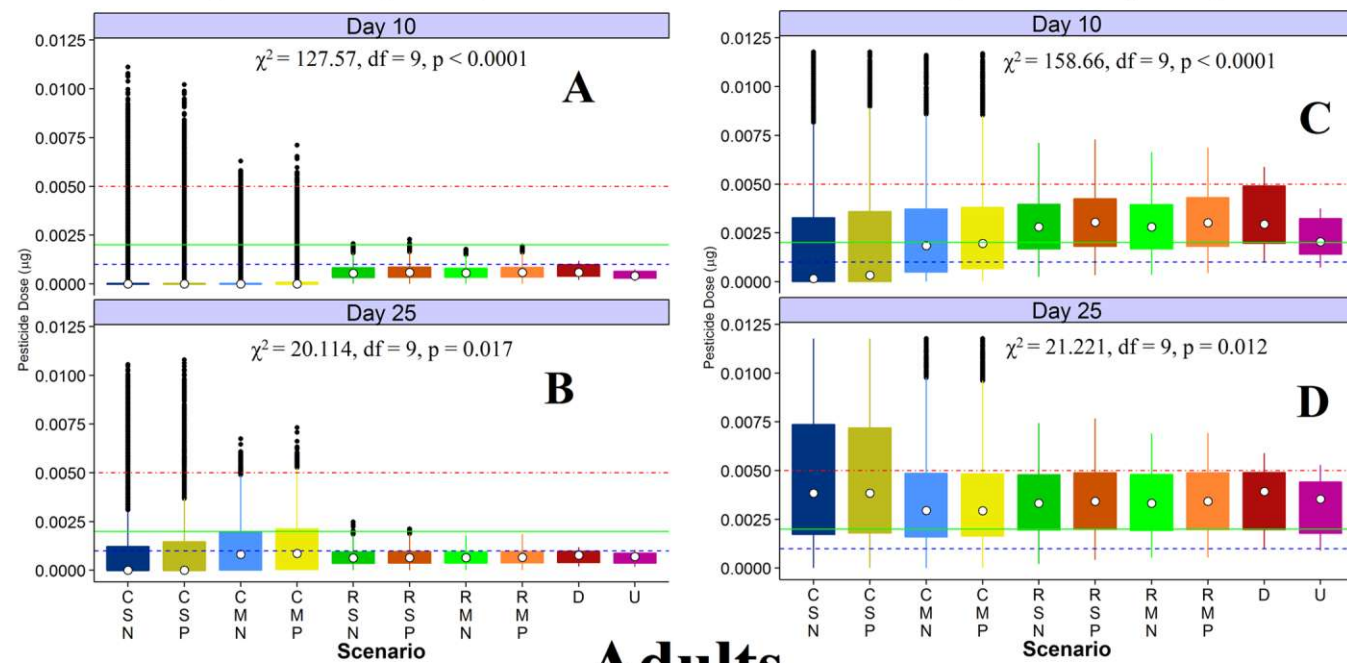 Day 10
0.0125
χ² = 127.57, df = 9, p < 0.0001
A
0.0100
0.0075
0.0050
0.0025
0.0000
Pesticide Dose (µg)
Day 25
0.0125
χ² = 20.114, df = 9, p = 0.017
B
0.0100
0.0075
0.0050
0.0025
0.0000
C S N
C S P
C M N
C M P
R S N
R S P
R M N
R M P
D
U
Scenario
Day 10
0.0125
χ² = 158.66, df = 9, p < 0.0001
C
0.0100
0.0075
0.0050
0.0025
0.0000
Pesticide Dose (µg)
Day 25
0.0125
χ² = 21.221, df = 9, p = 0.012
D
0.0100
0.0075
0.0050
0.0025
0.0000
C S N
C S P
C M N
C M P
R S N
R S P
R M N
R M P
D
U
Scenario
Adults